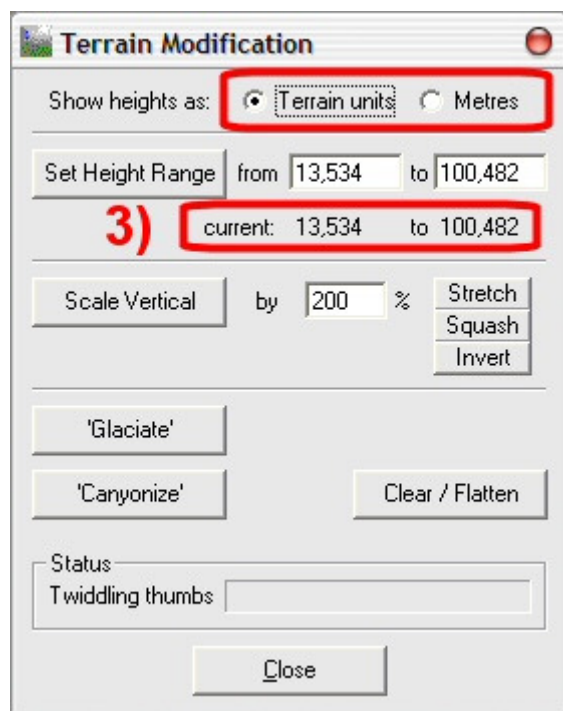 Terrain Modification
Show heights as: Terrain units Metres
Set Height Range from 13,534 to 100,482
3) current: 13,534 to 100,482
Scale Vertical by 200 % Stretch
Squash
Invert
'Glaciate'
'Canyonize' Clear / Flatten
Status
Twiddling thumbs
Close